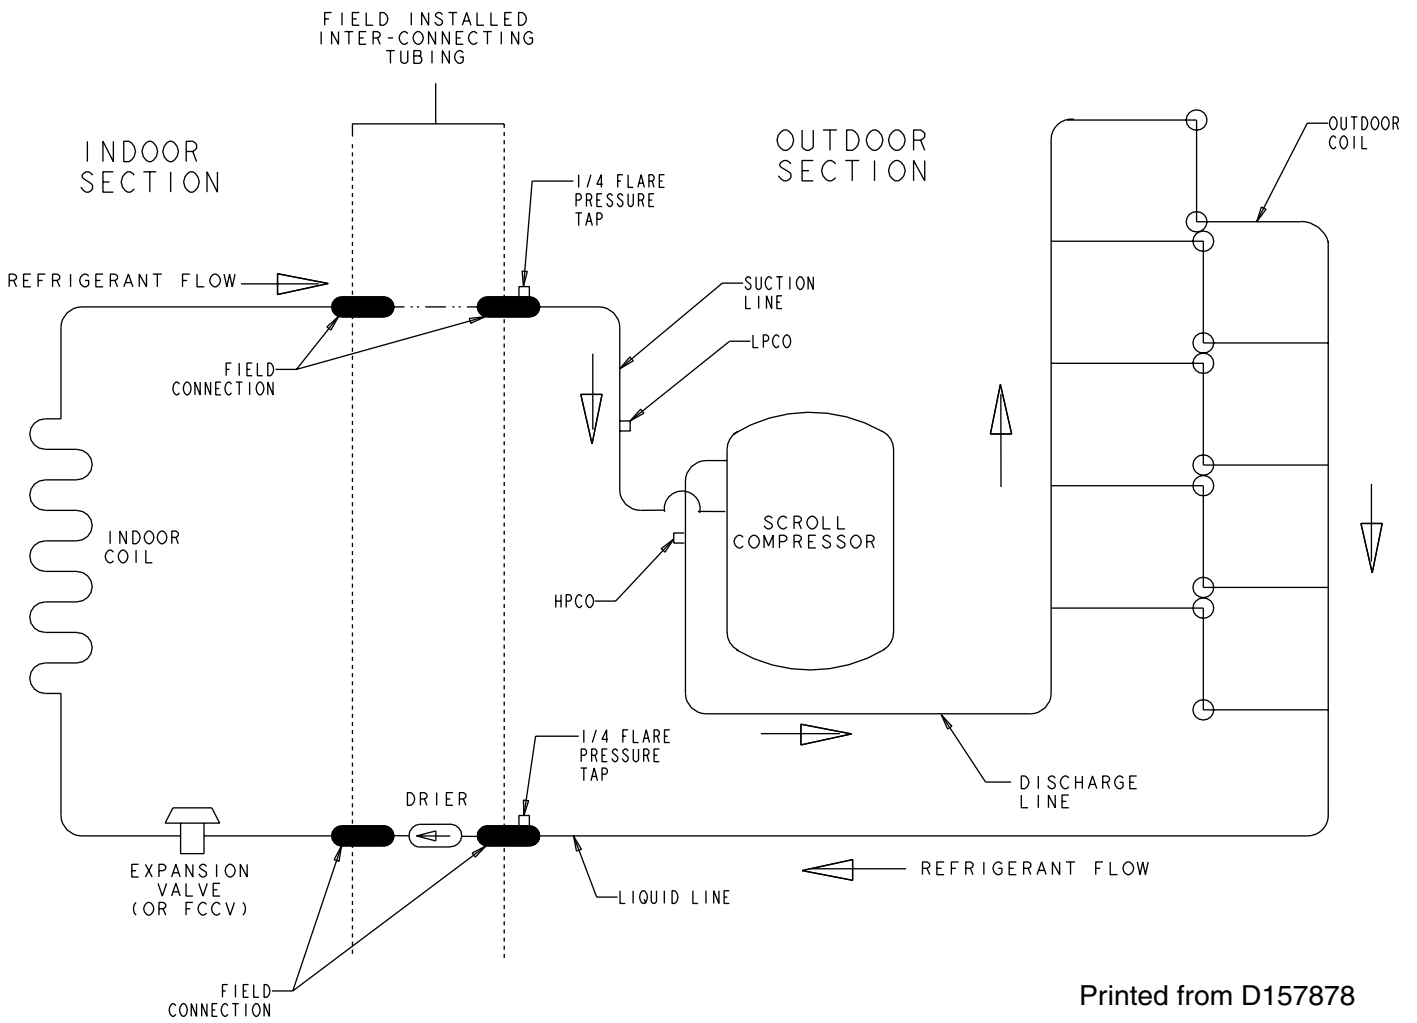 FIELD INSTALLED
INTER-CONNECTING
TUBING
INDOOR
SECTION
OUTDOOR
SECTION
OUTDOOR
COIL
1/4 FLARE
PRESSURE
TAP
REFRIGERANT FLOW
SUCTION
LINE
LPCO
FIELD
CONNECTION
INDOOR
COIL
SCROLL
COMPRESSOR
HPCO
1/4 FLARE
PRESSURE
TAP
DISCHARGE
LINE
DRIER
EXPANSION
VALVE
(OR FCCV)
REFRIGERANT FLOW
LIQUID LINE
FIELD
CONNECTION
Printed from D157878